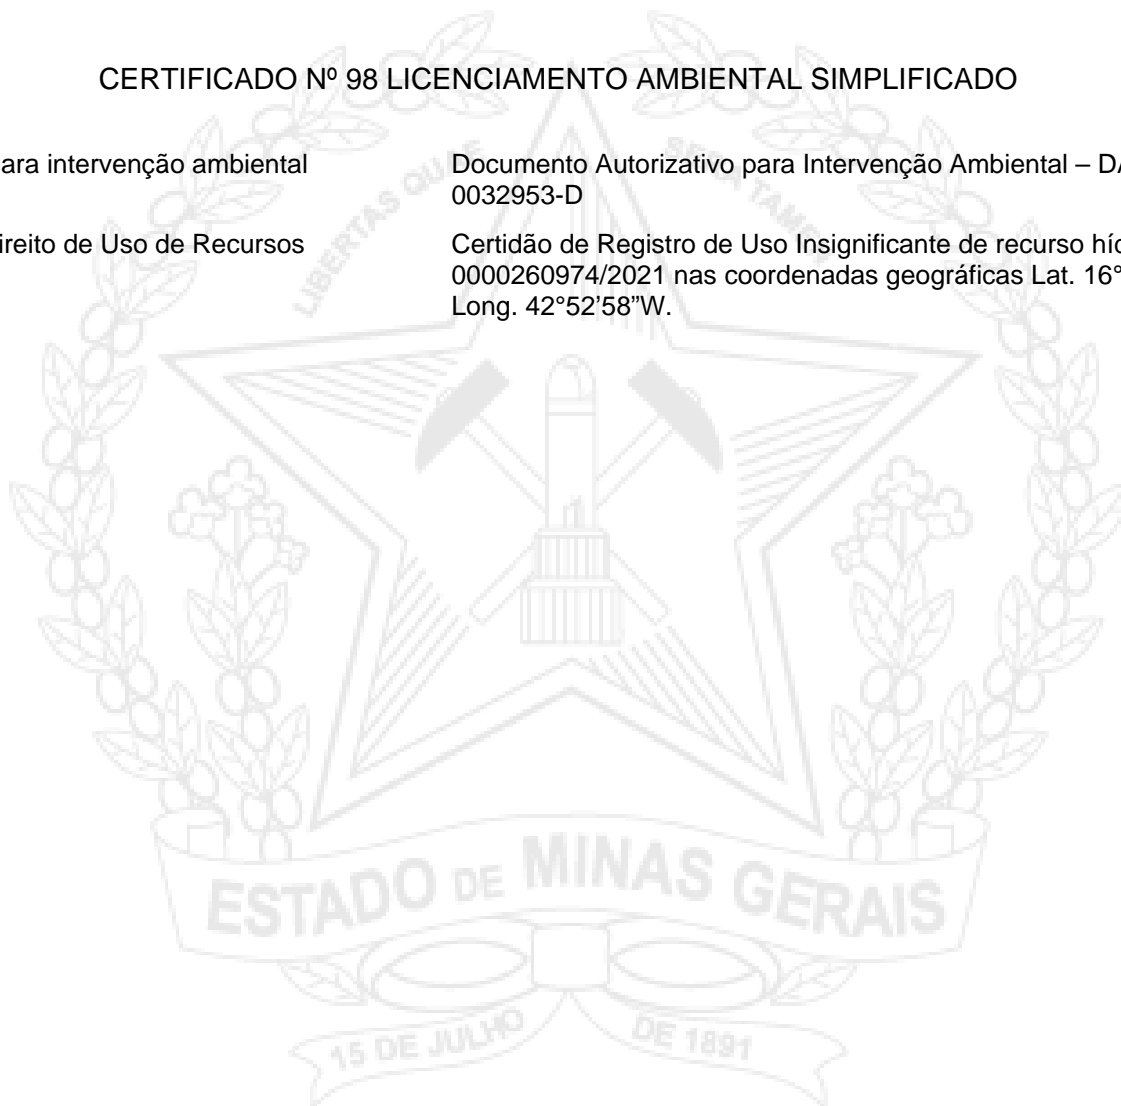 CERTIFICADO Nº 98 LICENCIAMENTO AMBIENTAL SIMPLIFICADO
ara intervenção ambiental
Documento Autorizativo para Intervenção Ambiental – DA
0032953-D
ireito de Uso de Recursos
Certidão de Registro de Uso Insignificante de recurso híd
0000260974/2021 nas coordenadas geográficas Lat. 16°
Long. 42°52’58”W.
LIBERTAS QUÆ SERA TAMEN
ESTADO DE MINAS GERAIS
15 DE JULHO DE 1891